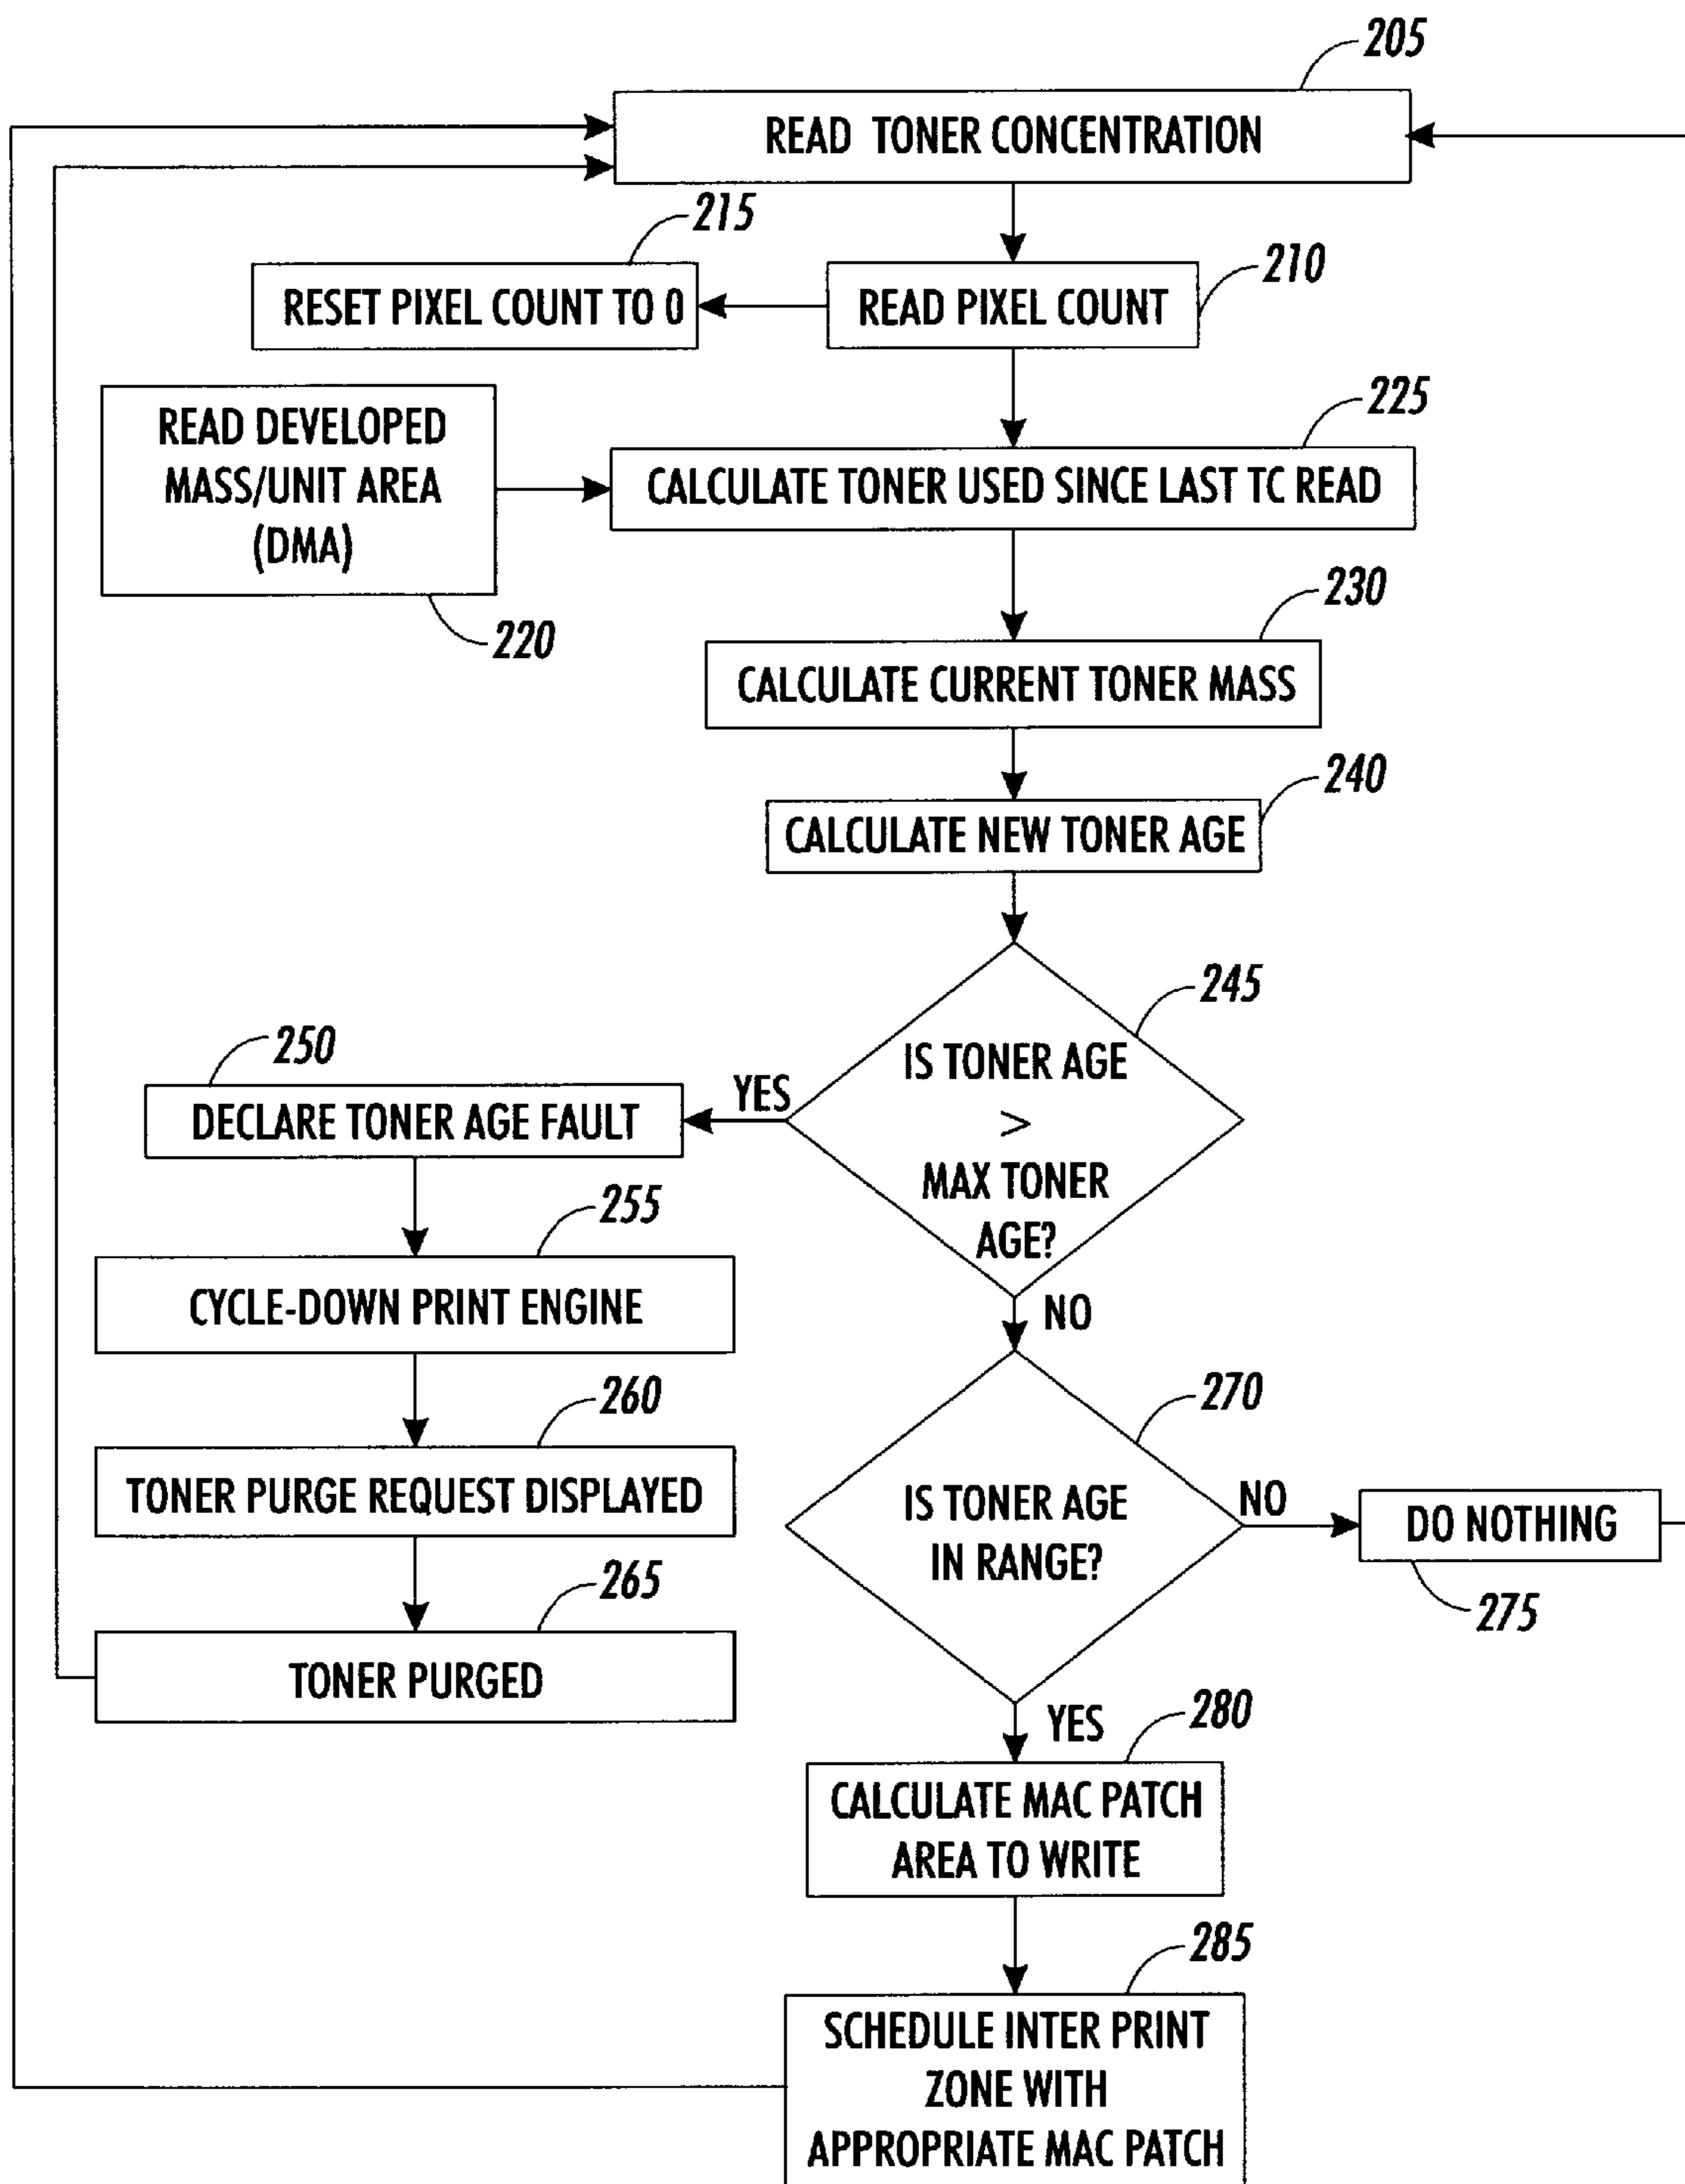 205
READ TONER CONCENTRATION
215
210
RESET PIXEL COUNT TO 0
READ PIXEL COUNT
225
READ DEVELOPED
MASS/UNIT AREA
(DMA)
CALCULATE TONER USED SINCE LAST TC READ
220
230
CALCULATE CURRENT TONER MASS
240
CALCULATE NEW TONER AGE
245
IS TONER AGE
>
MAX TONER
AGE?
YES
250
DECLARE TONER AGE FAULT
255
CYCLE-DOWN PRINT ENGINE
NO
260
TONER PURGE REQUEST DISPLAYED
265
TONER PURGED
270
IS TONER AGE
IN RANGE?
NO
DO NOTHING
275
YES
280
CALCULATE MAC PATCH
AREA TO WRITE
285
SCHEDULE INTER PRINT
ZONE WITH
APPROPRIATE MAC PATCH